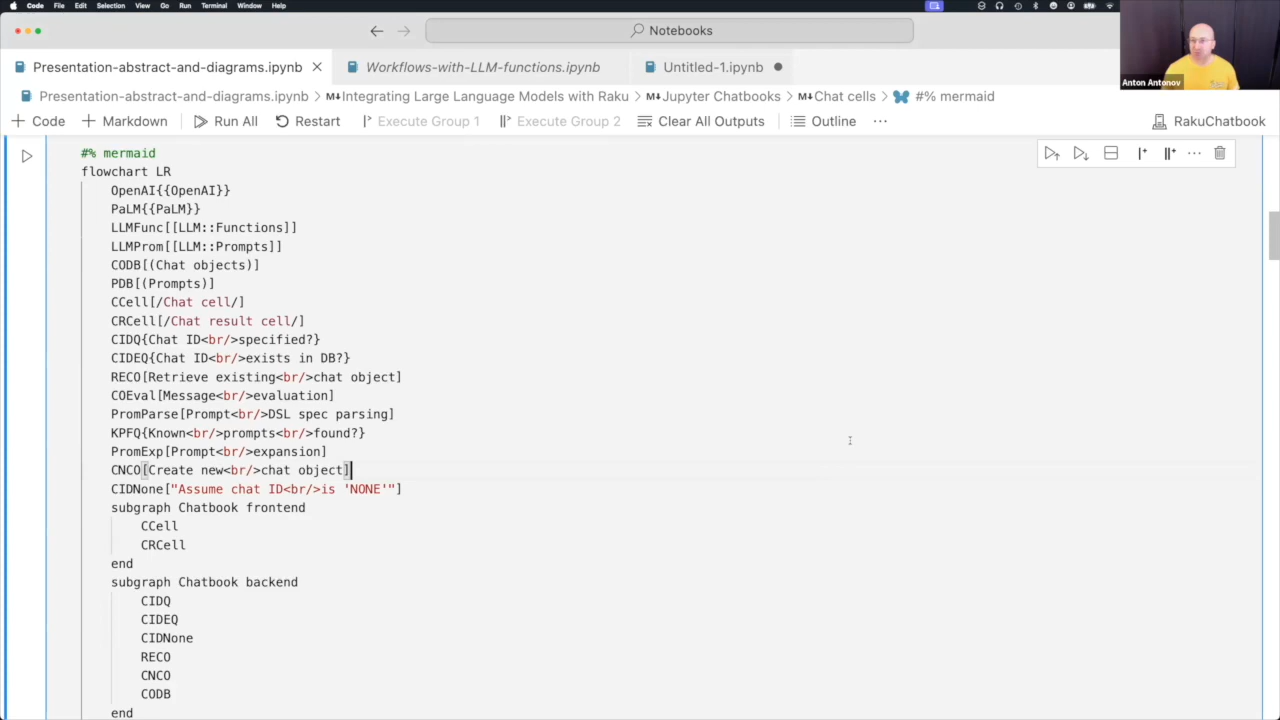 Code File Edit Selection View Go Run Terminal Window Help
Notebooks
Presentation-abstract-and-diagrams.ipynb
Workflows-with-LLM-functions.ipynb
Untitled-1.ipynb
Anton Antonov
Presentation-abstract-and-diagrams.ipynb > Integrating Large Language Models with Raku > Jupyter Chatbooks > Chat cells > #% mermaid
Code Markdown Run All Restart Execute Group 1 Execute Group 2 Clear All Outputs Outline ... RakuChatbook
#% mermaid
flowchart LR
OpenAI{{OpenAI}}
PaLM{{PaLM}}
LLMFunc[[LLM::Functions]]
LLMProm[[LLM::Prompts]]
CODB[(Chat objects)]
PDB[(Prompts)]
CCell[/Chat cell/]
CRCell[/Chat result cell/]
CIDQ{Chat ID<br/>specified?}
CIDEQ{Chat ID<br/>exists in DB?}
RECO[Retrieve existing<br/>chat object]
COEval[Message<br/>evaluation]
PromParse[Prompt<br/>DSL spec parsing]
KPFQ{Known<br/>prompts<br/>found?}
PromExp[Prompt<br/>expansion]
CNCO[Create new<br/>chat object]
CIDNone["Assume chat ID<br/>is 'NONE'"]
subgraph Chatbook frontend
CCell
CRCell
end
subgraph Chatbook backend
CIDQ
CIDEQ
CIDNone
RECO
CNCO
CODB
end